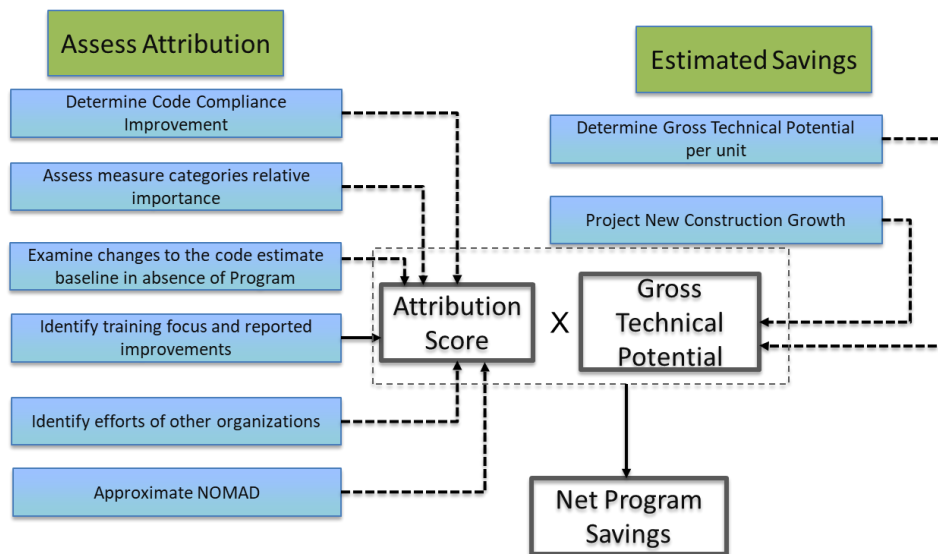 Assess Attribution
Estimated Savings
Determine Code Compliance
Improvement
Assess measure categories relative
importance
Examine changes to the code estimate
baseline in absence of Program
Identify training focus and reported
improvements
Identify efforts of other organizations
Approximate NOMAD
Determine Gross Technical Potential
per unit
Project New Construction Growth
Attribution
Score
X
Gross
Technical
Potential
Net Program
Savings